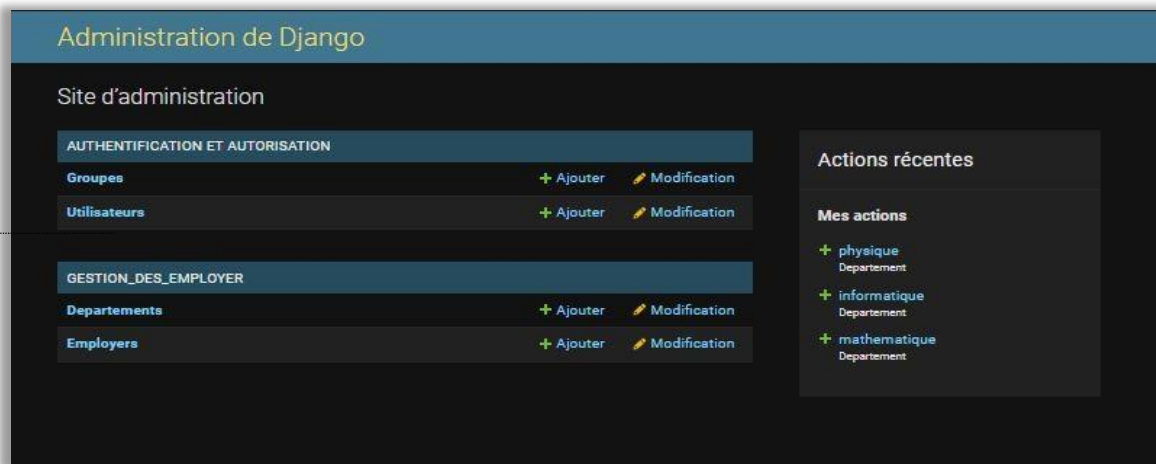 Administration de Django
Site d'administration
AUTHENTIFICATION ET AUTORISATION
Groupes + Ajouter Modification
Utilisateurs + Ajouter Modification
GESTION_DES_EMPLOYER
Departements + Ajouter Modification
Employers + Ajouter Modification
Actions récentes
Mes actions
+ physique
Departement
+ informatique
Departement
+ mathematique
Departement